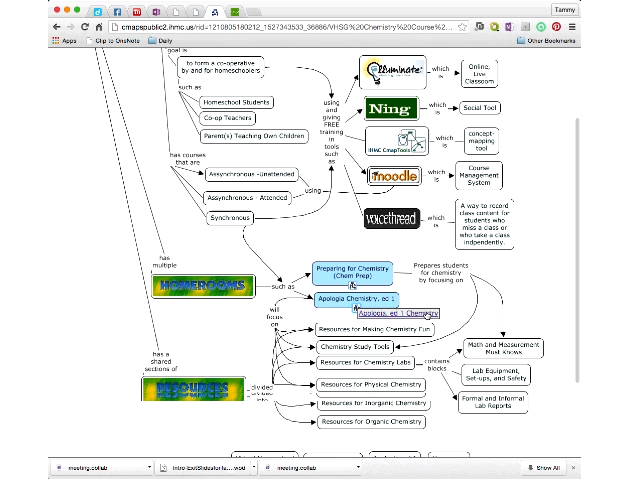 Tammy
cmapspublic2.ihmc.us/rid=1210805180212_1527343533_36886/VHSG%20Chemistry%20Course%2...
Apps
Clip to OneNote
Daily
Other Bookmarks
goal is
to form a co-operative
by and for homeschoolers
such as
Homeschool Students
Co-op Teachers
Parent(s) Teaching Own Children
has courses
that are
Assynchronous -Unattended
Assynchronous - Attended
Synchronous
using
using
and
giving
FREE
training
in
tools
such
as
elluminate
which
is
Online,
Live
Classroom
Ning
which
is
Social Tool
IHMC CmapTools
which
is
concept-
mapping
tool
moodle
which
is
Course
Management
System
voicethread
which
is
A way to record
class content for
students who
miss a class or
who take a class
independently.
has
multiple
HOMEROOMS
such as
Preparing for Chemistry
(Chem Prep)
Prepares students
for chemistry
by focusing on
Apologia Chemistry, ed 1
Apologia, ed 1 Chemistry
will
focus
on
Resources for Making Chemistry Fun
Chemistry Study Tools
Resources for Chemistry Labs
contains
blocks
Math and Measurement
Must Knows
Lab Equipment,
Set-ups, and Safety
Formal and Informal
Lab Reports
has a
shared
sections of
RESOURCES
divided
into
Resources for Physical Chemistry
Resources for Inorganic Chemistry
Resources for Organic Chemistry
meeting.collab
meeting.collab
Show All